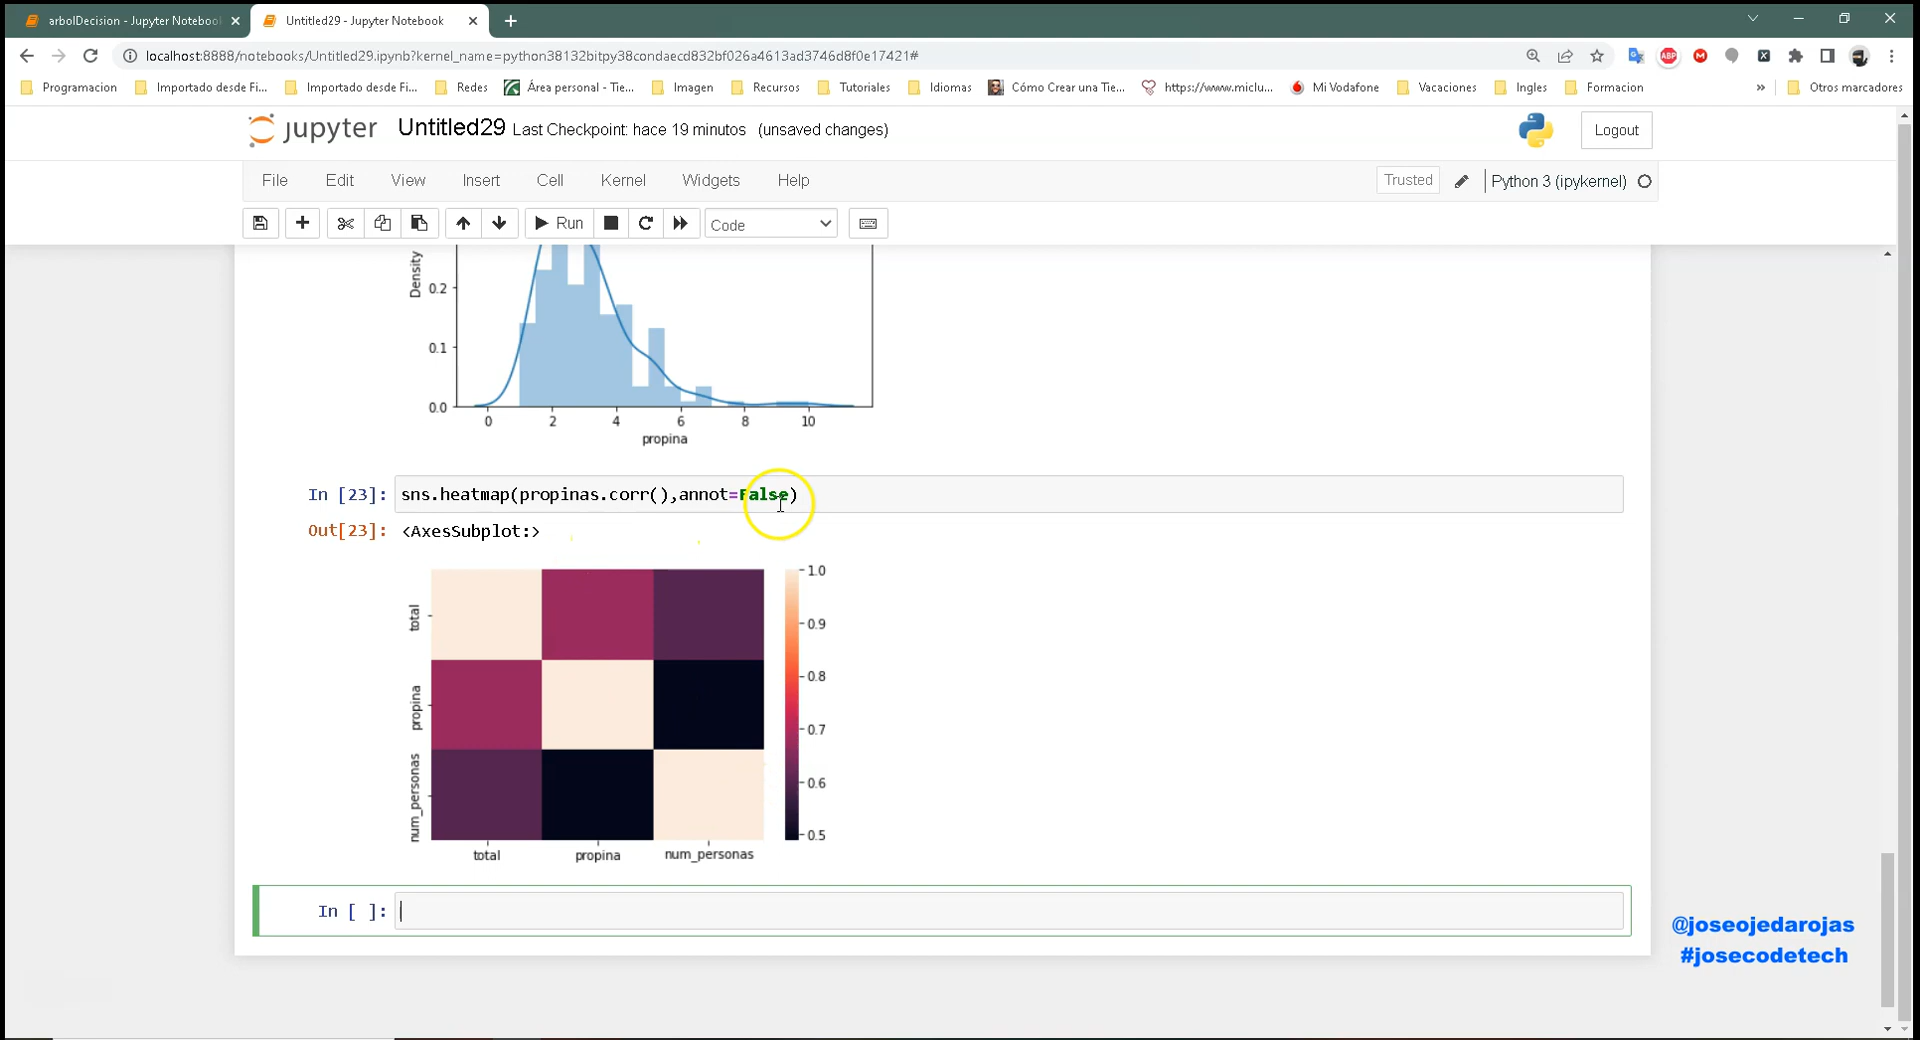 arbolDecision - Jupyter Notebook
Untitled29 - Jupyter Notebook
localhost:8888/notebooks/Untitled29.ipynb?kernel_name=python38132bitpy38condaecd832bf026a4613ad3746d8f0e17421#
Programacion
Importado desde Fi...
Importado desde Fi...
Redes
Área personal - Tie...
Imagen
Recursos
Tutoriales
Idiomas
Cómo Crear una Tie...
https://www.miclu...
Mi Vodafone
Vacaciones
Ingles
Formacion
»
Otros marcadores
jupyter Untitled29 Last Checkpoint: hace 19 minutos (unsaved changes)
Logout
File Edit View Insert Cell Kernel Widgets Help
Trusted
Python 3 (ipykernel)
Run
Code
Density
0.2
0.1
0.0
0 2 4 6 8 10
propina
In [23]: sns.heatmap(propinas.corr(),annot=False)
Out[23]: <AxesSubplot:>
total
propina
num_personas
1.0
0.9
0.8
0.7
0.6
0.5
total propina num_personas
In [ ]:
@joseojedarojas
#josecodetech